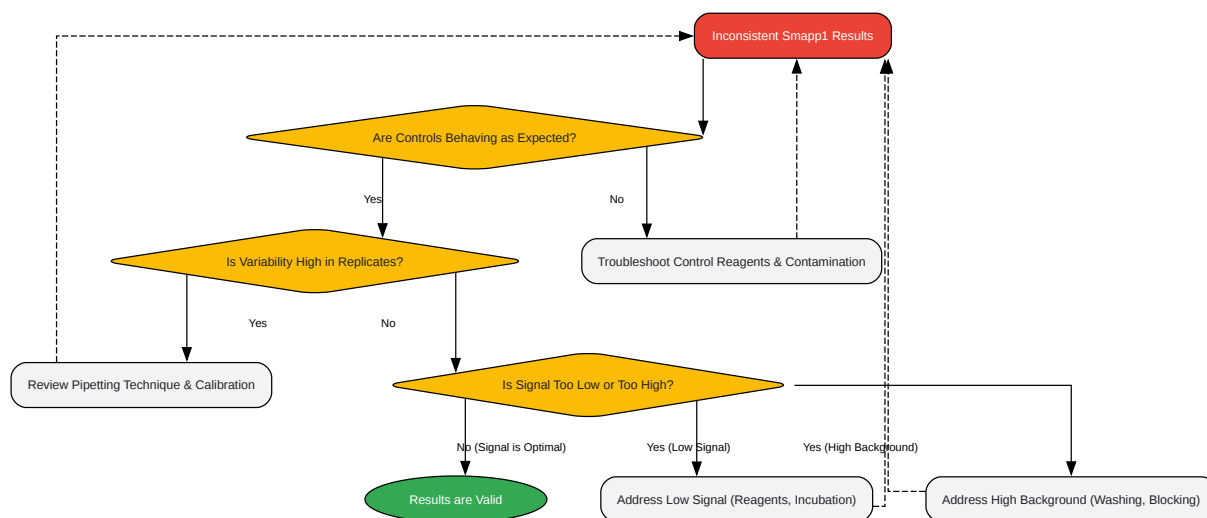 Inconsistent Smapp1 Results
Are Controls Behaving as Expected?
Yes
No
Is Variability High in Replicates?
Troubleshoot Control Reagents & Contamination
Yes
No
Review Pipetting Technique & Calibration
Is Signal Too Low or Too High?
No (Signal is Optimal)
Yes (Low Signal)
Yes (High Background)
Results are Valid
Address Low Signal (Reagents, Incubation)
Address High Background (Washing, Blocking)